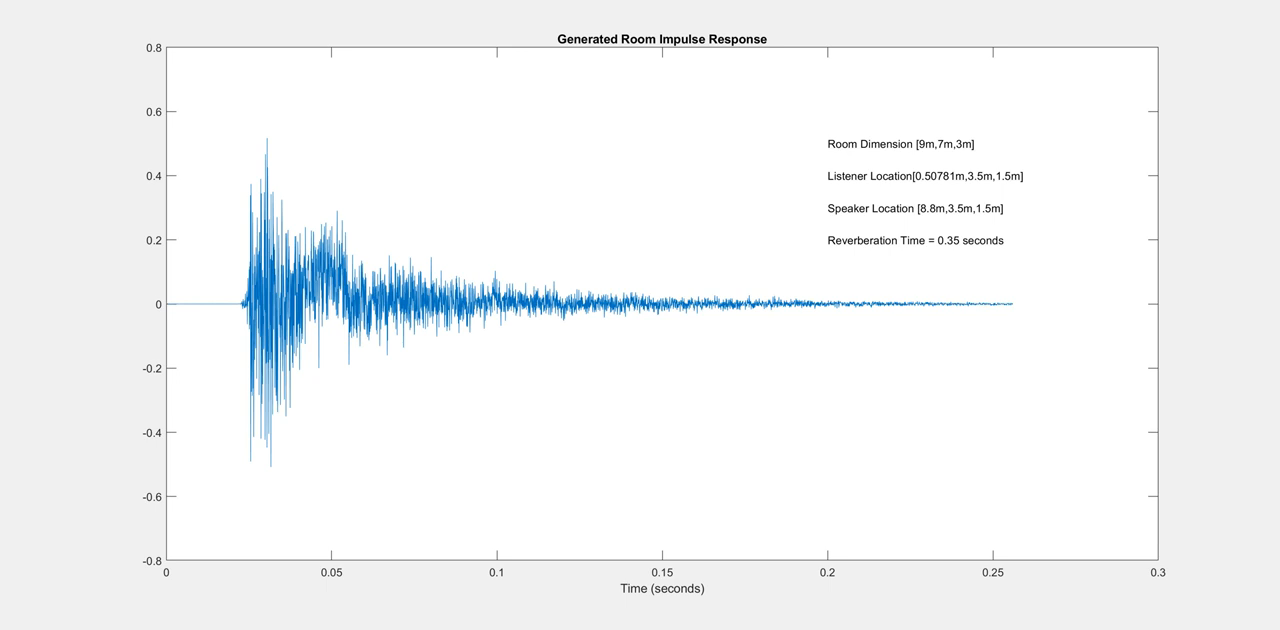 Generated Room Impulse Response
0.8
0.6
Room Dimension [9m,7m,3m]
0.4
Listener Location[0.50781m,3.5m,1.5m]
Speaker Location [8.8m,3.5m,1.5m]
0.2
Reverberation Time = 0.35 seconds
0
-0.2
-0.4
-0.6
-0.8
0 0.05 0.1 0.15 0.2 0.25 0.3
Time (seconds)